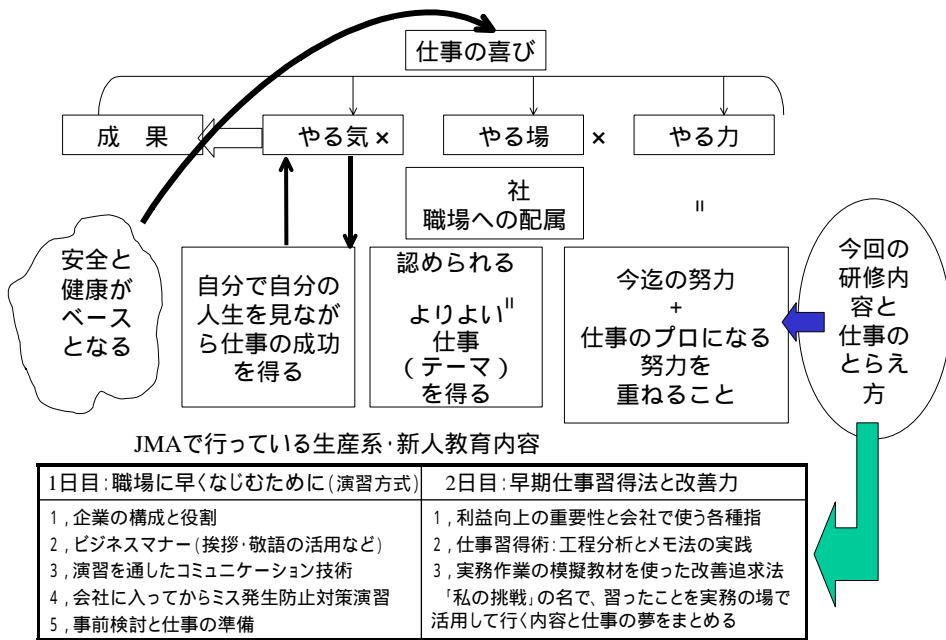 仕事の喜び
成　果
やる気 ×
やる場
×
やる力
社
職場への配属
=
安全と
健康が
ベース
となる
自分で自分の
人生を見なが
ら仕事の成功
を得る
認められる
=
よりよい
仕事
(テーマ)
を得る
今迄の努力
+
仕事のプロになる
努力を
重ねること
今回の
研修内
容と
仕事の
とらえ
方
JMAで行っている生産系・新人教育内容
1日目:職場に早くなじむために(演習方式)
1,企業の構成と役割
2,ビジネスマナー(挨拶・敬語の活用など)
3,演習を通したコミュニケーション技術
4,会社に入ってからミス発生防止対策演習
5,事前検討と仕事の準備
2日目:早期仕事習得法と改善力
1,利益向上の重要性と会社で使う各種指
2,仕事習得術:工程分析とメモ法の実践
3,実務作業の模擬教材を使った改善追求法
「私の挑戦」の名で、習ったことを実務の場で
活用して行く内容と仕事の夢をまとめる